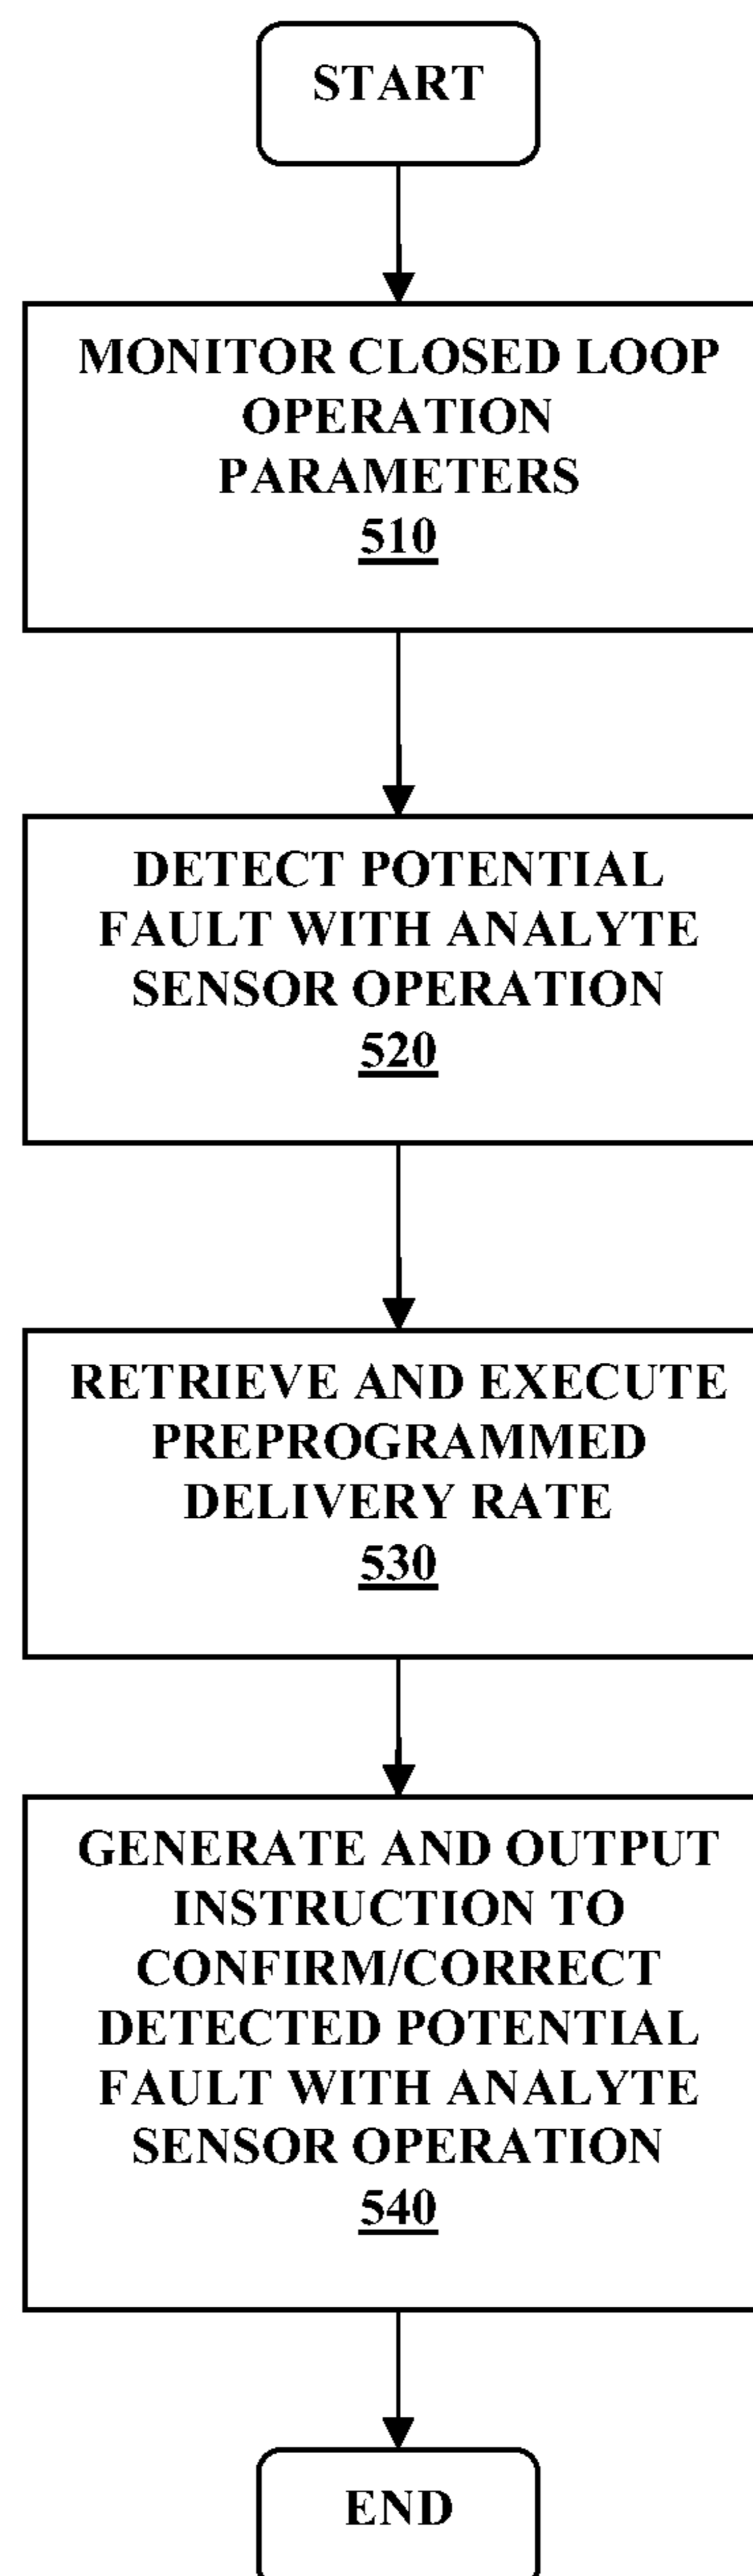 START
MONITOR CLOSED LOOP
OPERATION
PARAMETERS
510
DETECT POTENTIAL
FAULT WITH ANALYTE
SENSOR OPERATION
520
RETRIEVE AND EXECUTE
PREPROGRAMMED
DELIVERY RATE
530
GENERATE AND OUTPUT
INSTRUCTION TO
CONFIRM/CORRECT
DETECTED POTENTIAL
FAULT WITH ANALYTE
SENSOR OPERATION
540
END